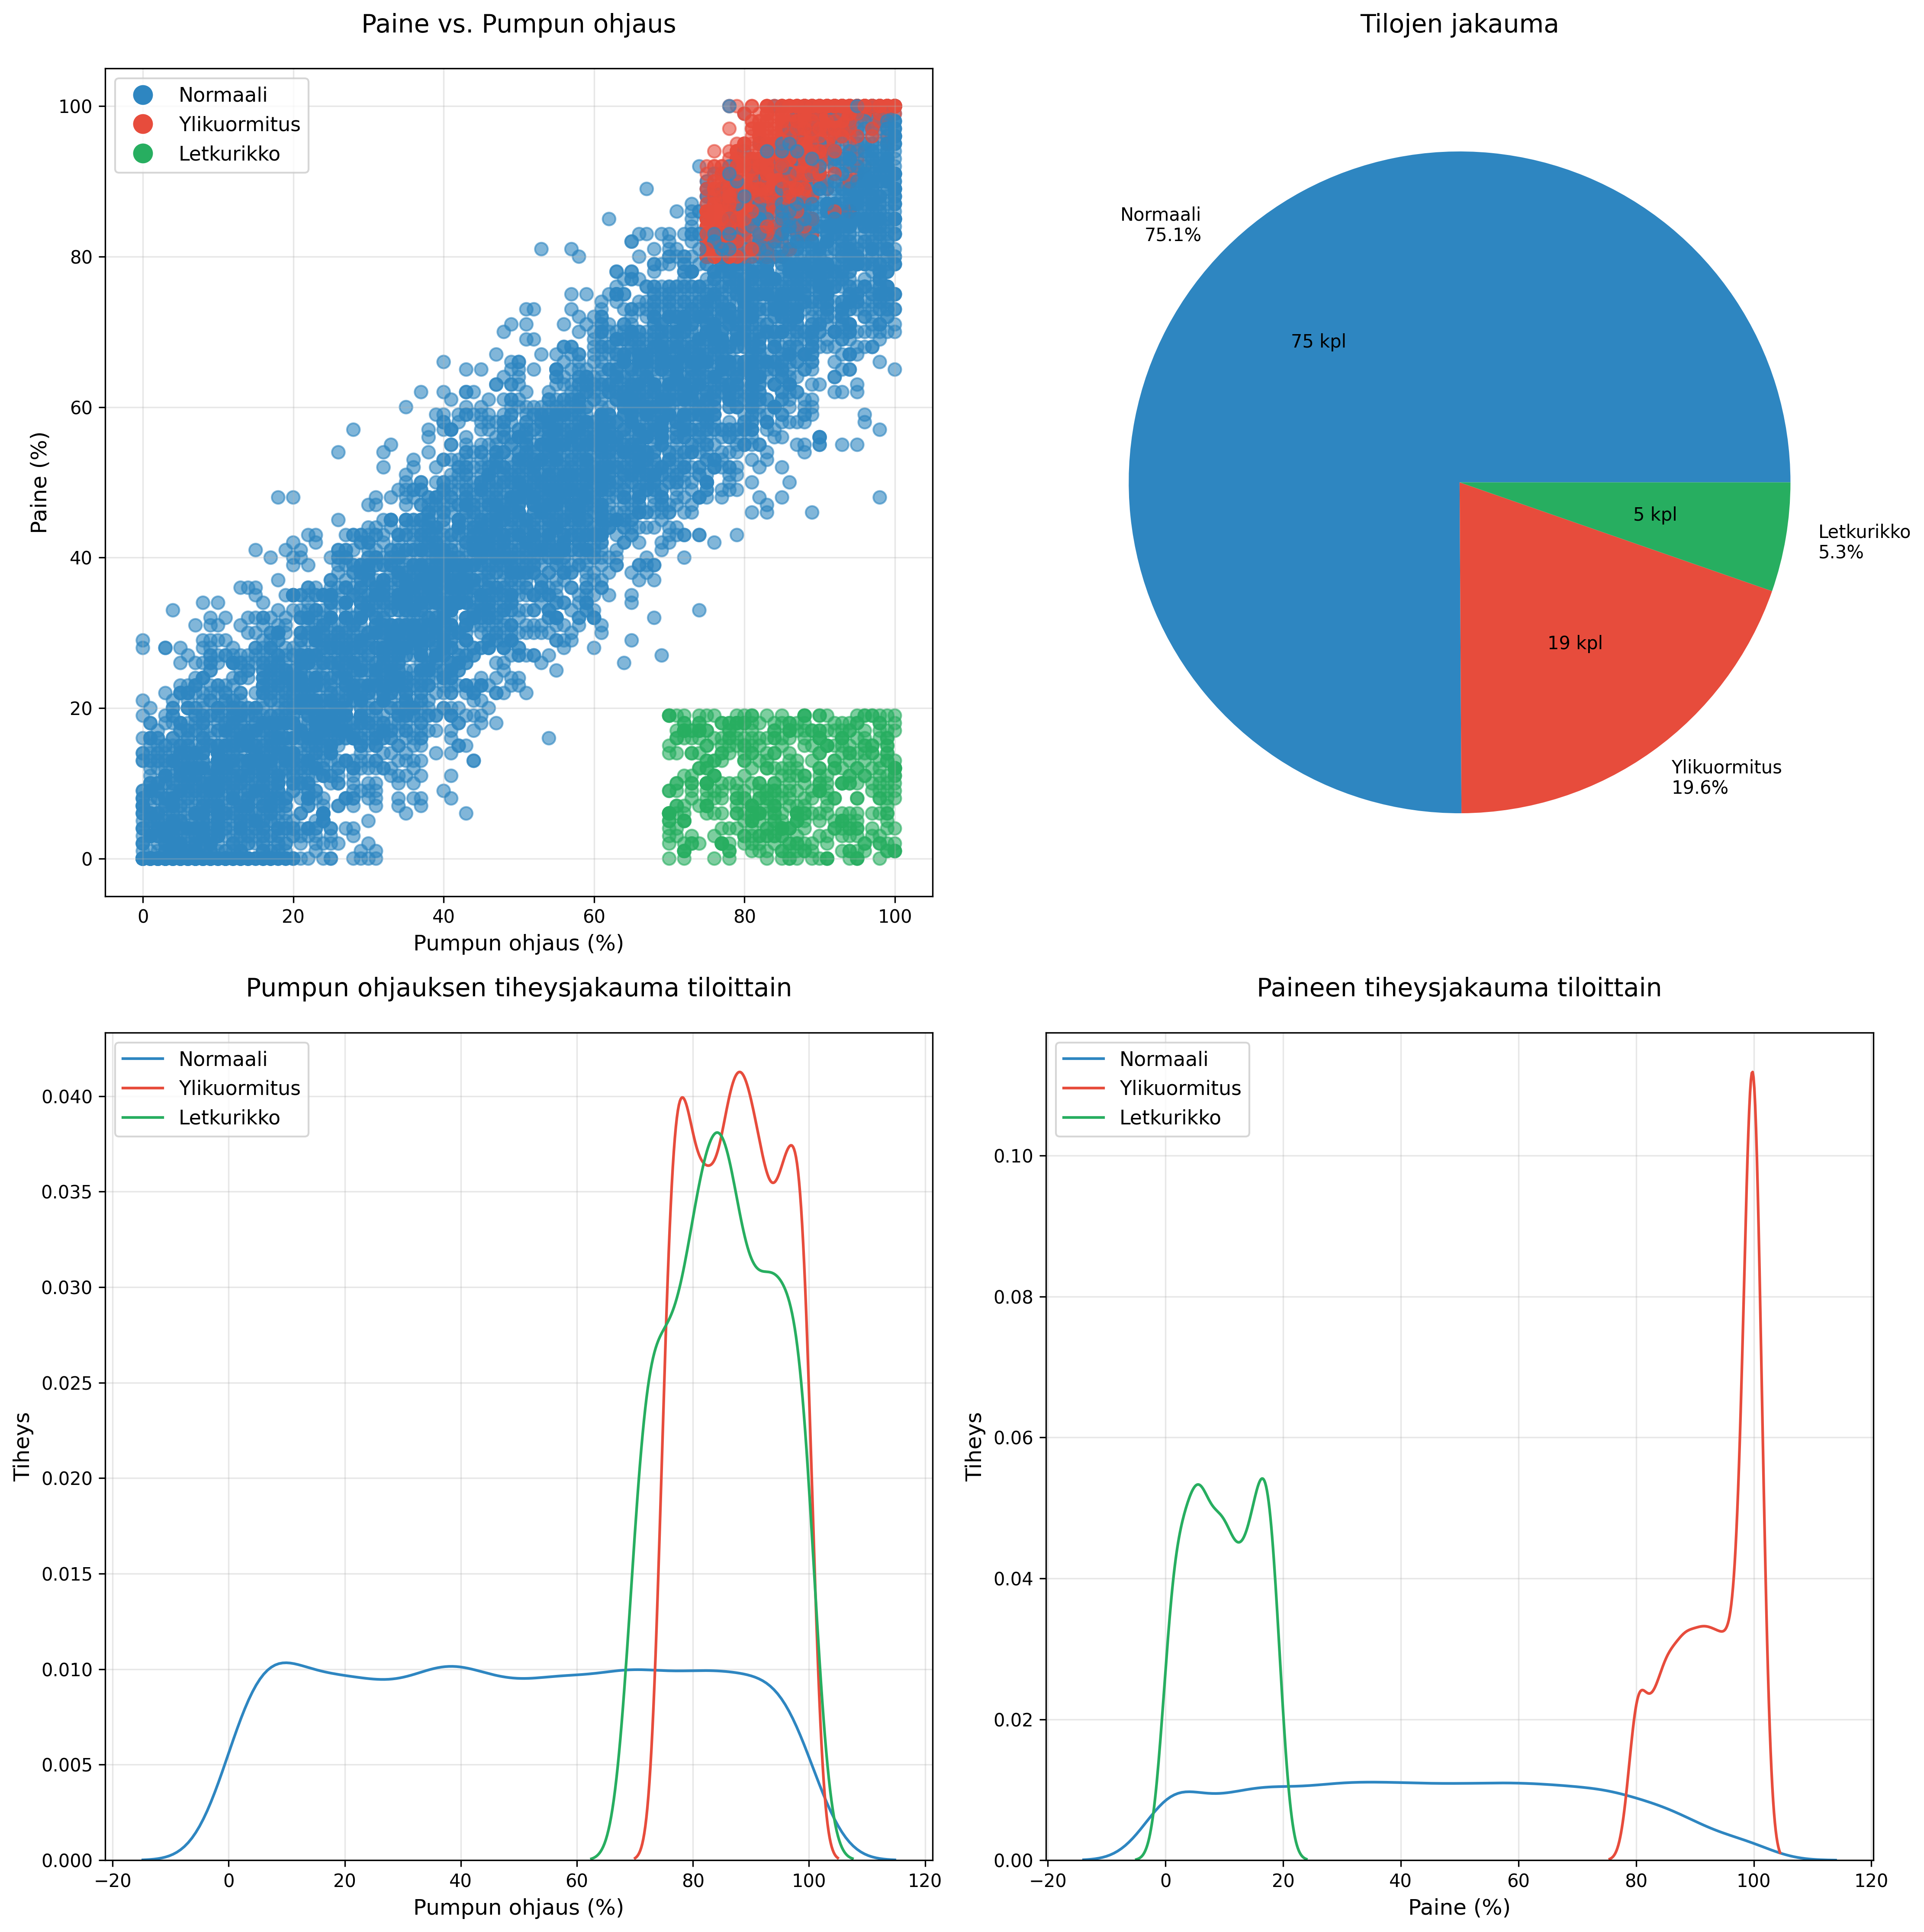 Paine vs. Pumpun ohjaus
Normaali
Ylikuormitus
Letkurikko
100
80
60
40
20
0
Paine (%)
0 20 40 60 80 100
Pumpun ohjaus (%)
Tilojen jakauma
Normaali
75.1%
75 kpl
5 kpl
Letkurikko
5.3%
19 kpl
Ylikuormitus
19.6%
Pumpun ohjauksen tiheysjakauma tiloittain
Normaali
Ylikuormitus
Letkurikko
0.040
0.035
0.030
0.025
0.020
0.015
0.010
0.005
0.000
Tiheys
−20 0 20 40 60 80 100 120
Pumpun ohjaus (%)
Paineen tiheysjakauma tiloittain
Normaali
Ylikuormitus
Letkurikko
0.10
0.08
0.06
0.04
0.02
0.00
Tiheys
−20 0 20 40 60 80 100 120
Paine (%)